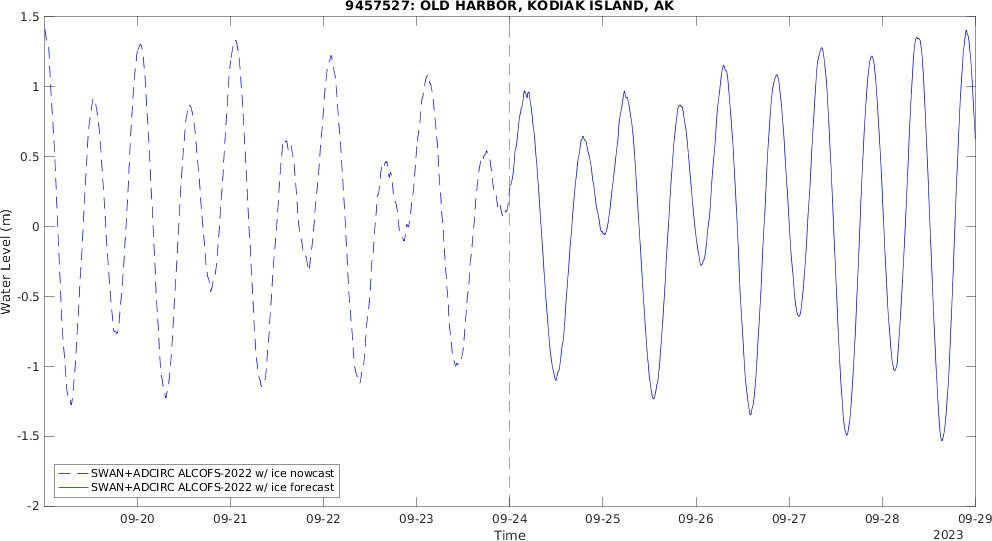 9457527: OLD HARBOR, KODIAK ISLAND, AK
1.5
1
0.5
0
-0.5
-1
-1.5
-2
Water Level (m)
SWAN+ADCIRC ALCOFS-2022 w/ ice nowcast
SWAN+ADCIRC ALCOFS-2022 w/ ice forecast
09-20 09-21 09-22 09-23 09-24 09-25 09-26 09-27 09-28 09-29
Time
2023